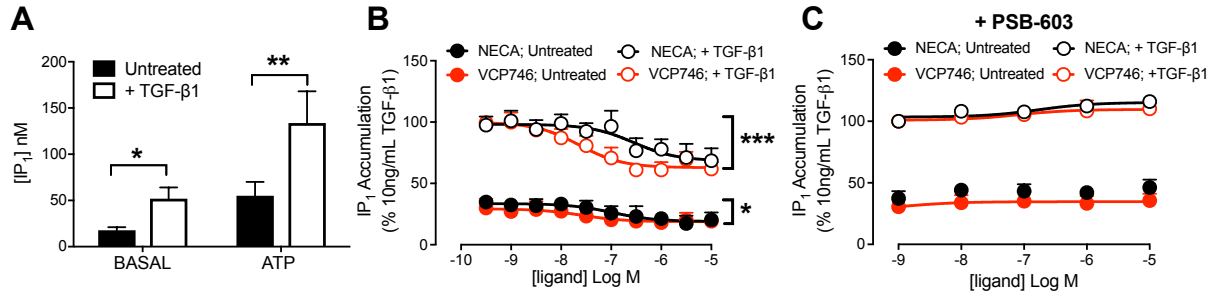 A
[IP1] nM
200
150
100
50
0
Untreated
+ TGF-β1
*
**
BASAL
ATP
B
NECA; Untreated
NECA; + TGF-β1
VCP746; Untreated
VCP746; + TGF-β1
IP1 Accumulation
(% 10ng/mL TGF-β1)
150
100
50
0
***
*
-10 -9 -8 -7 -6 -5
[ligand] Log M
C
+ PSB-603
NECA; Untreated
NECA; + TGF-β1
VCP746; Untreated
VCP746; +TGF-β1
IP1 Accumulation
(% 10ng/mL TGF-β1)
150
100
50
0
-9 -8 -7 -6 -5
[ligand] Log M